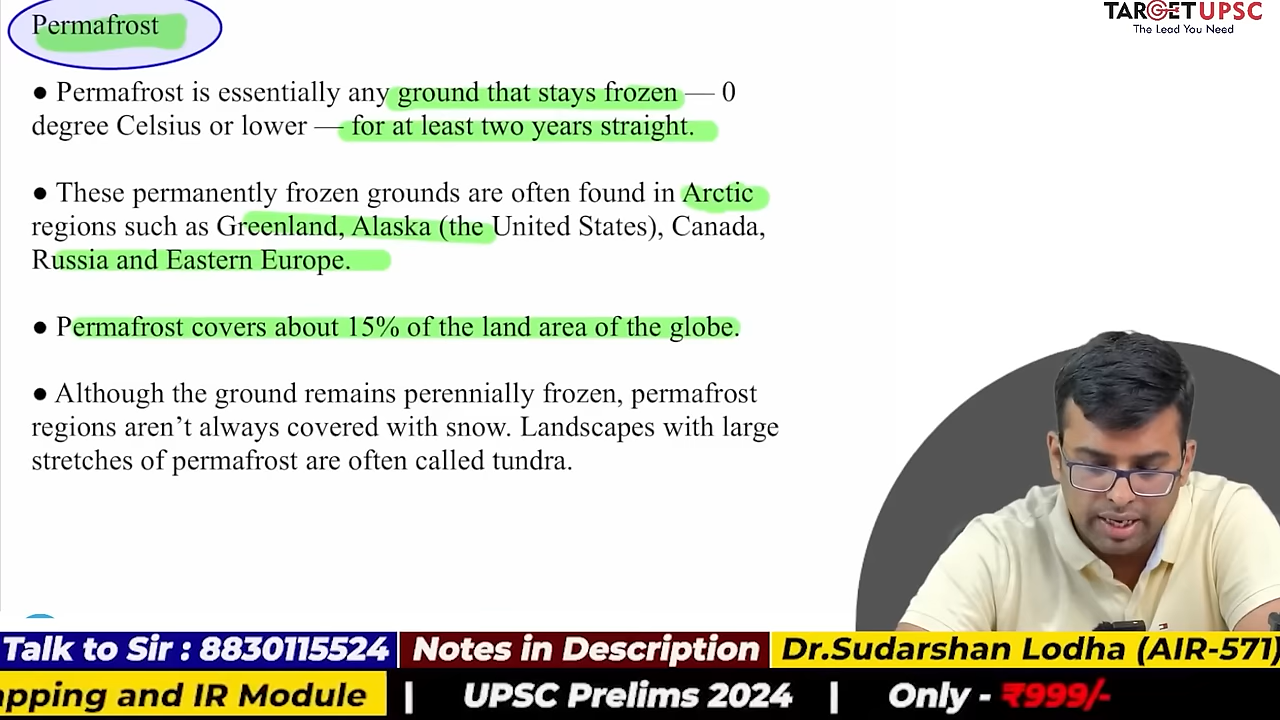 Permafrost
TARGETUPSC
The Lead You Need
● Permafrost is essentially any ground that stays frozen — 0
degree Celsius or lower — for at least two years straight.
● These permanently frozen grounds are often found in Arctic
regions such as Greenland, Alaska (the United States), Canada,
Russia and Eastern Europe.
● Permafrost covers about 15% of the land area of the globe.
● Although the ground remains perennially frozen, permafrost
regions aren’t always covered with snow. Landscapes with large
stretches of permafrost are often called tundra.
Talk to Sir : 8830115524 Notes in Description Dr.Sudarshan Lodha (AIR-571)
apping and IR Module | UPSC Prelims 2024 | Only - ₹999/-